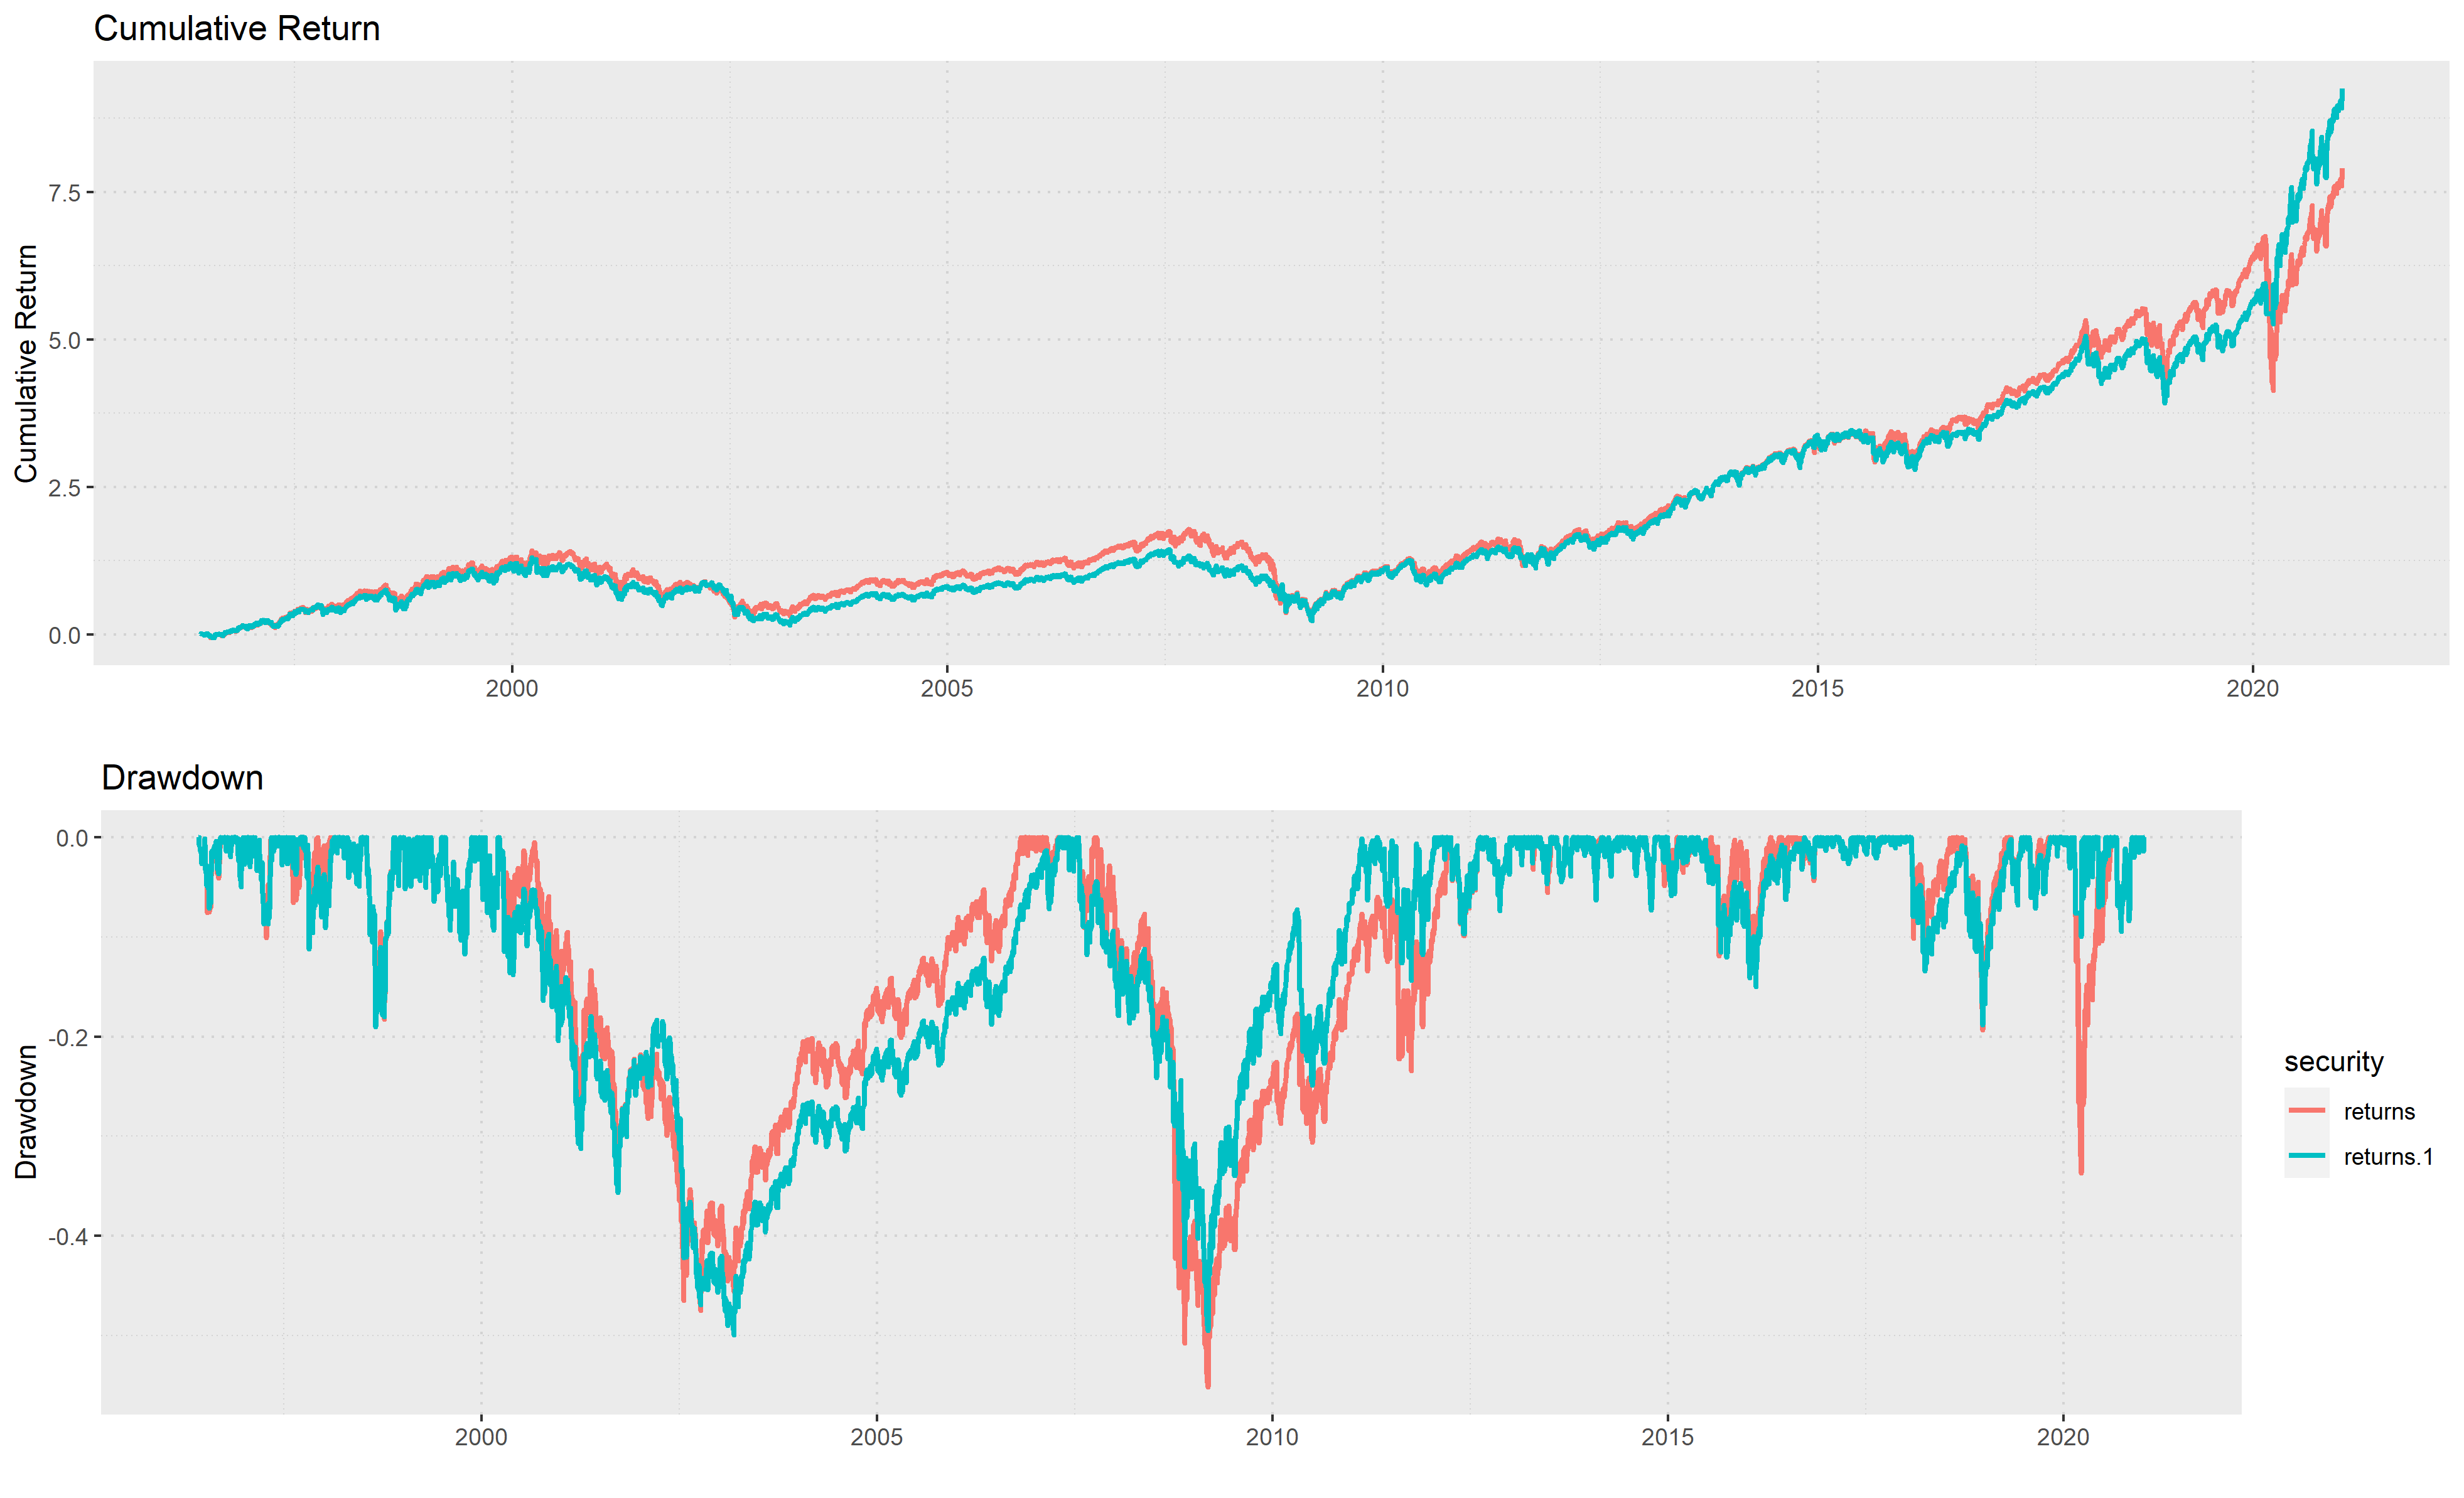 Cumulative Return
Cumulative Return
7.5
5.0
2.5
0.0
2000 2005 2010 2015 2020
Drawdown
Drawdown
0.0
-0.2
-0.4
2000 2005 2010 2015 2020
security
returns
returns.1